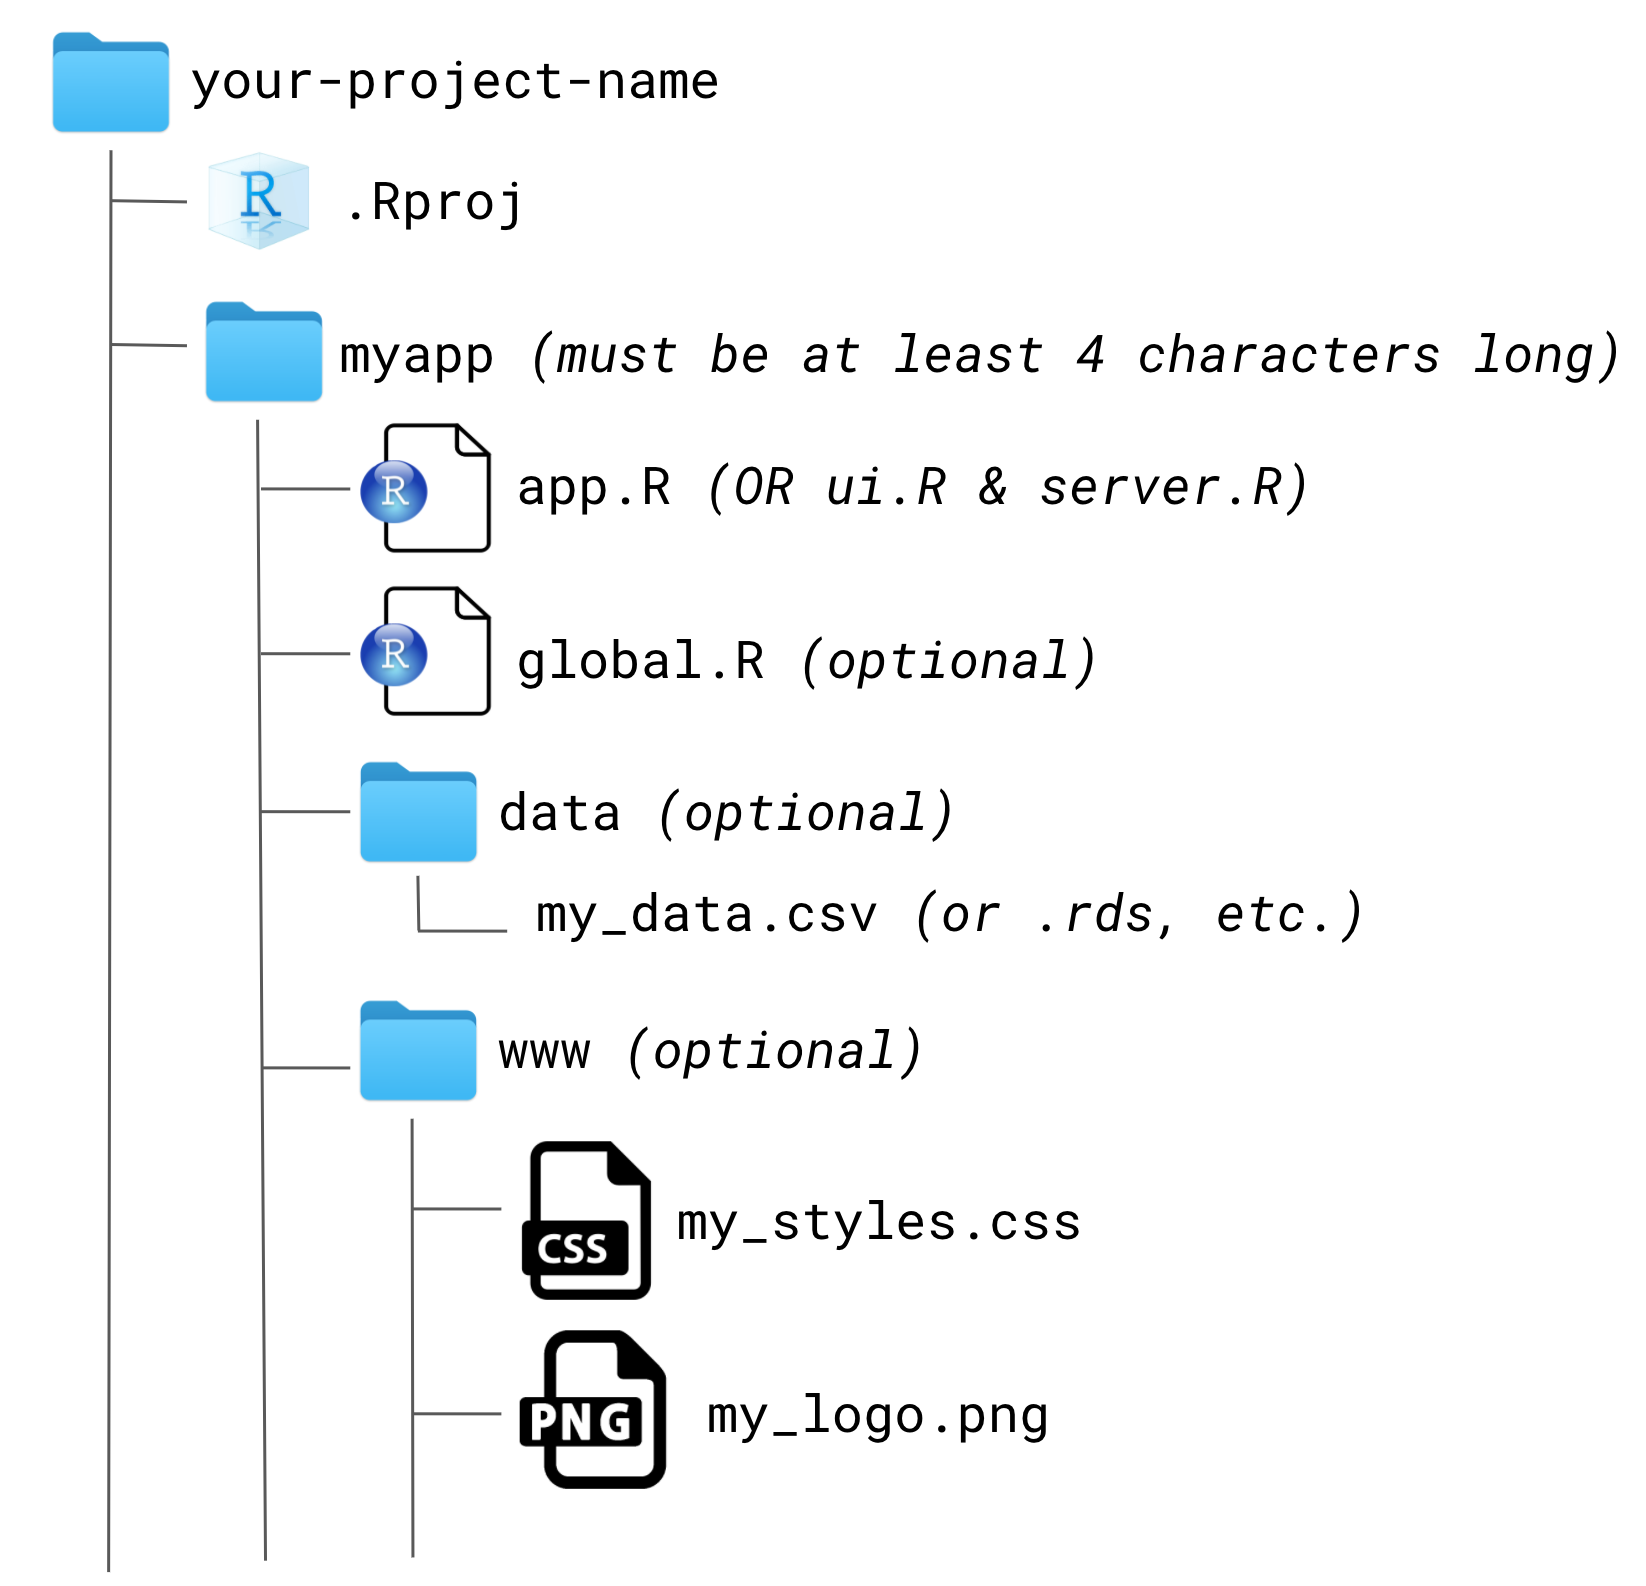 your-project-name
R .Rproj
myapp (must be at least 4 characters long)
R app.R (OR ui.R & server.R)
R global.R (optional)
data (optional)
my_data.csv (or .rds, etc.)
www (optional)
CSS my_styles.css
PNG my_logo.png